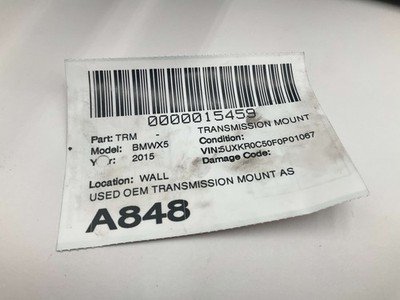 0000015459
Part: TRM - TRANSMISSION MOUNT
Model: BMWX5 Condition:
Year: 2015 VIN:5UXKR0C50F0P01067
Damage Code:
Location: WALL
USED OEM TRANSMISSION MOUNT AS
A848